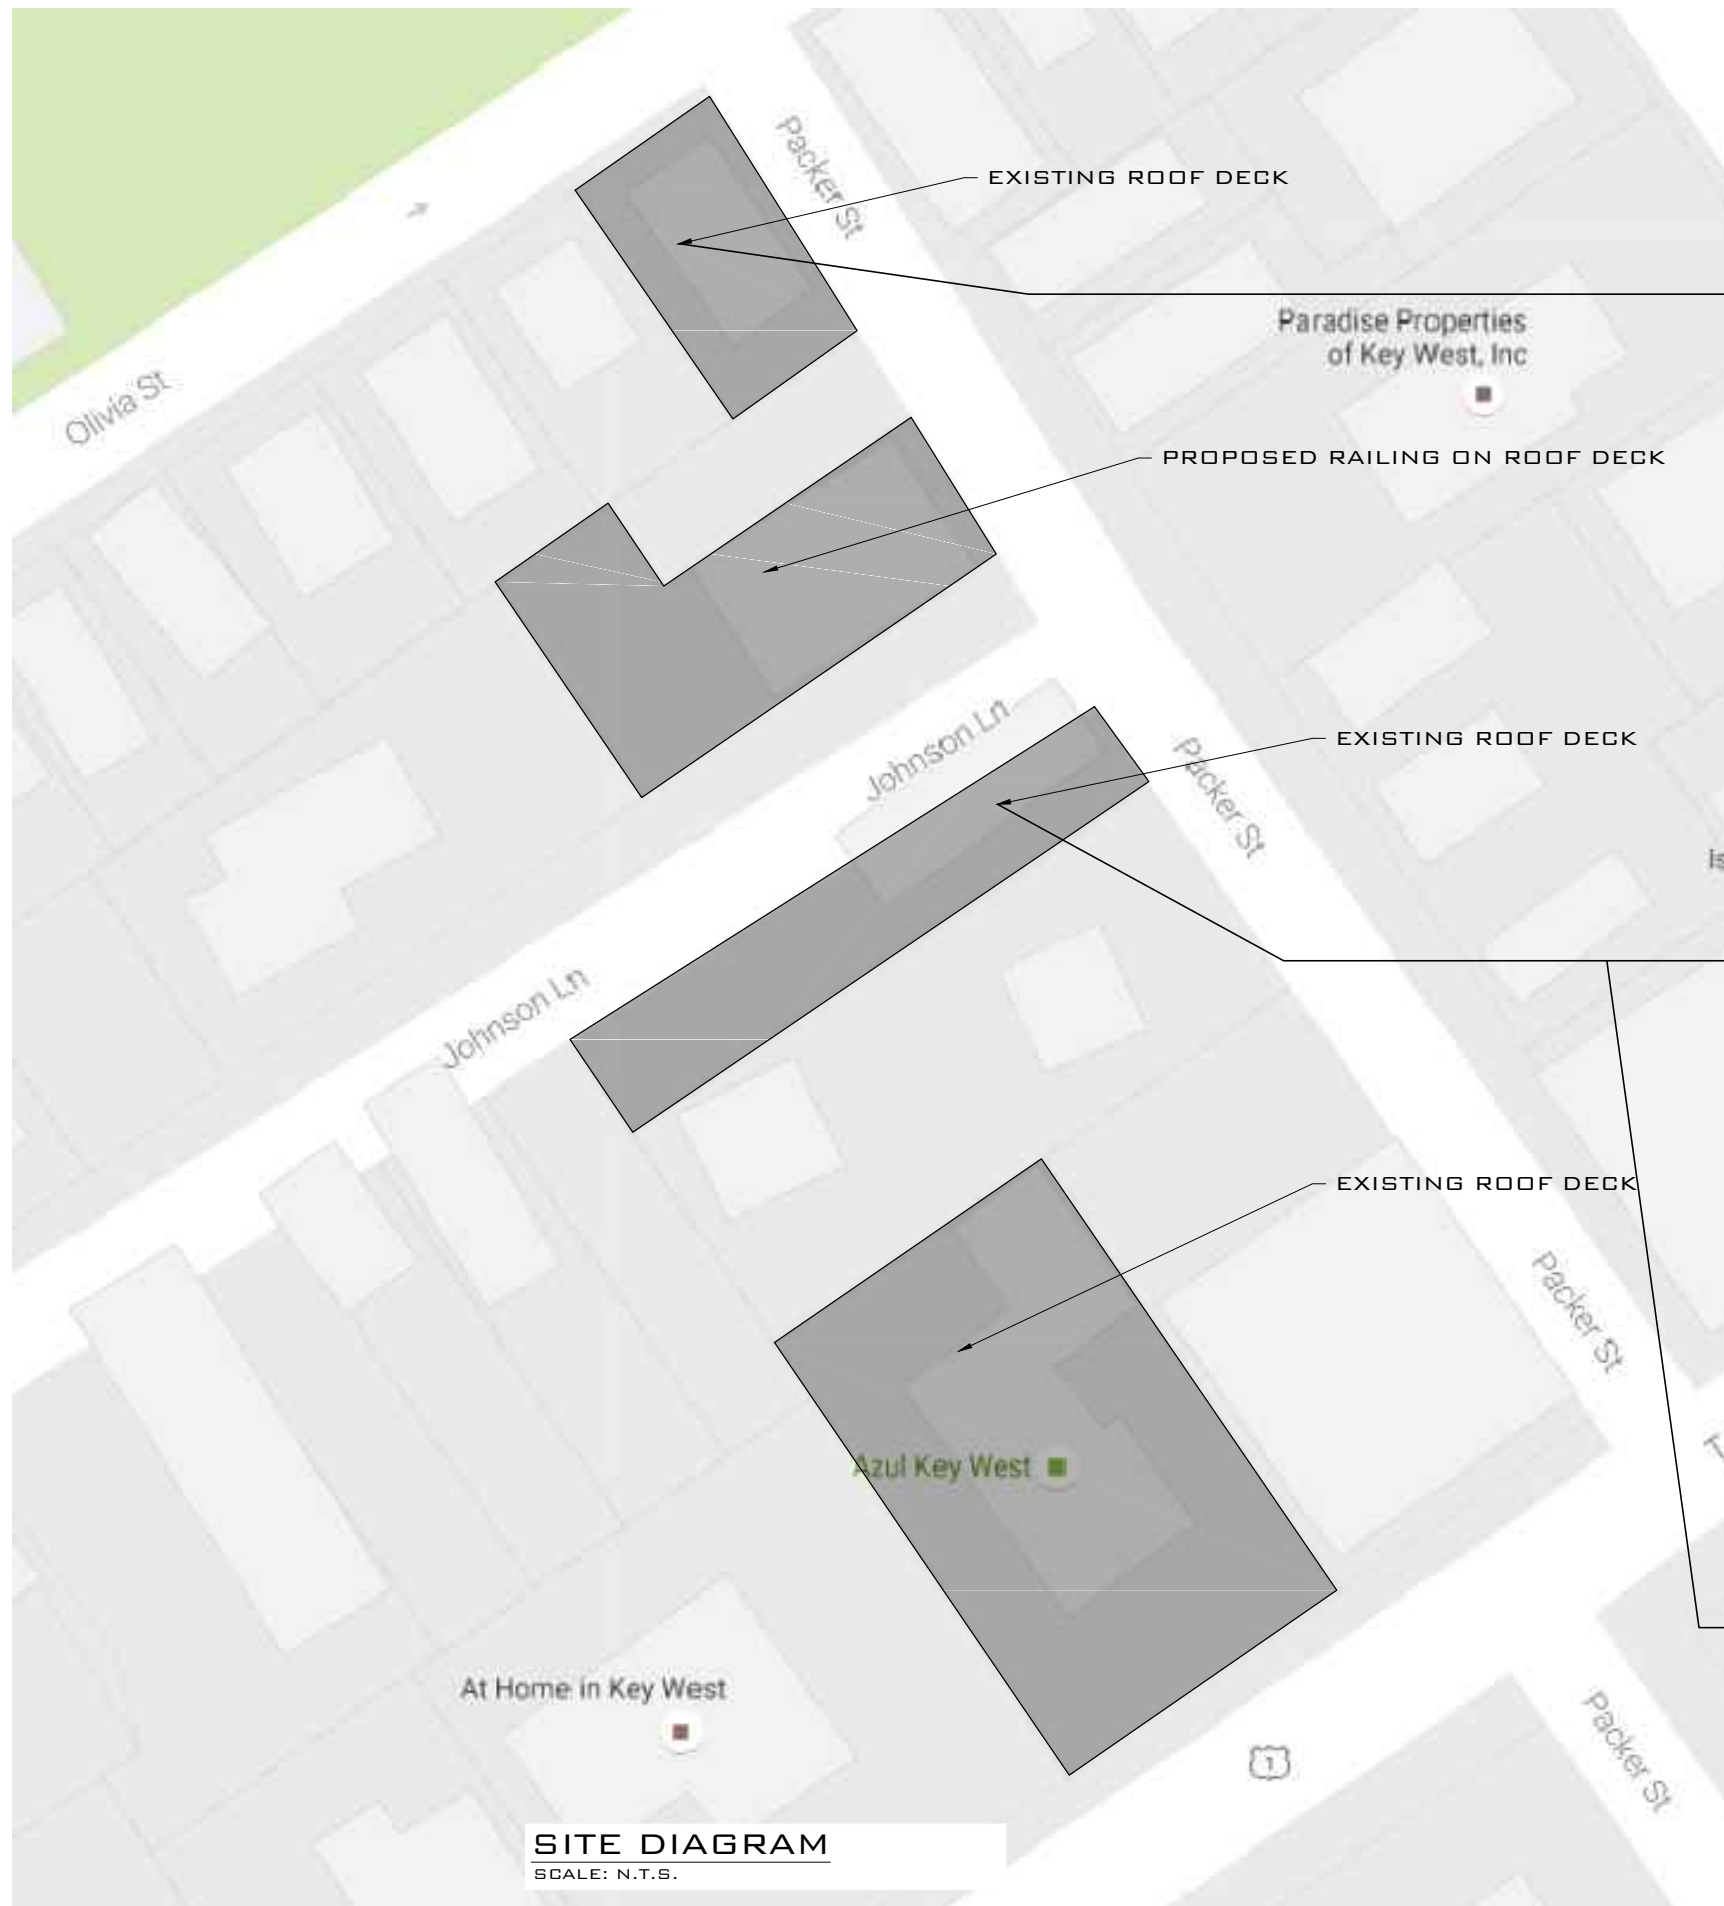 Packer St
EXISTING ROOF DECK
Paradise Properties
of Key West, Inc
Olivia St
PROPOSED RAILING ON ROOF DECK
Johnson Ln
EXISTING ROOF DECK
Packer St
Johnson Ln
EXISTING ROOF DECK
Packer St
Azul Key West
At Home in Key West
1
Packer St
SITE DIAGRAM
SCALE: N.T.S.